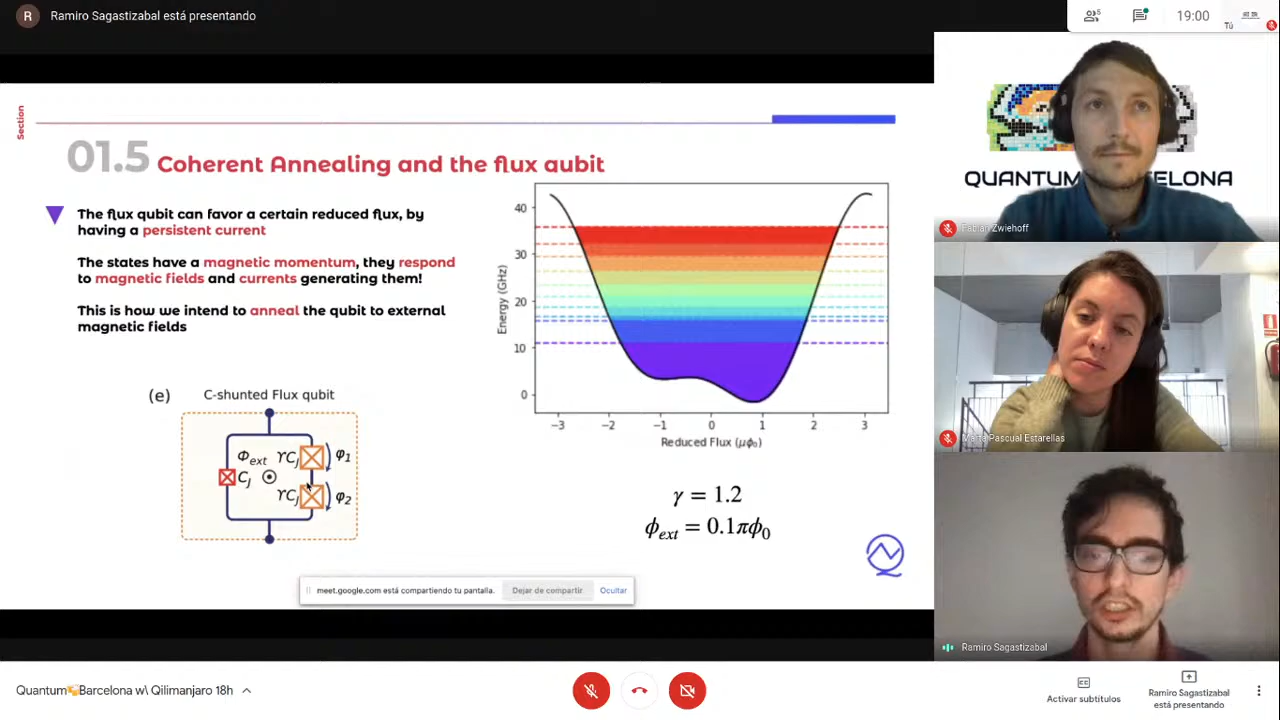 R Ramiro Sagastizabal está presentando
5
19:00
Tú
Section
01.5 Coherent Annealing and the flux qubit
The flux qubit can favor a certain reduced flux, by
having a persistent current
The states have a magnetic momentum, they respond
to magnetic fields and currents generating them!
This is how we intend to anneal the qubit to external
magnetic fields
(e) C-shunted Flux qubit
Φext ϒCJ φ1
CJ
ϒCJ φ2
Energy (GHz)
40
30
20
10
0
−3 −2 −1 0 1 2 3
Reduced Flux (μϕ0)
γ = 1.2
ϕext = 0.1πϕ0
meet.google.com está compartiendo tu pantalla. Dejar de compartir Ocultar
QUANTUM BARCELONA
Fabian Zwiehoff
Marta Pascual Estarellas
Ramiro Sagastizabal
Quantum Barcelona w\ Qilimanjaro 18h
Activar subtítulos
Ramiro Sagastizabal
está presentando